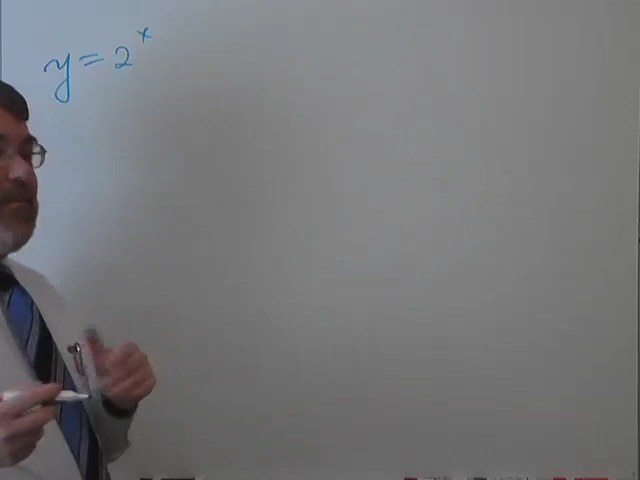 y = 2^x